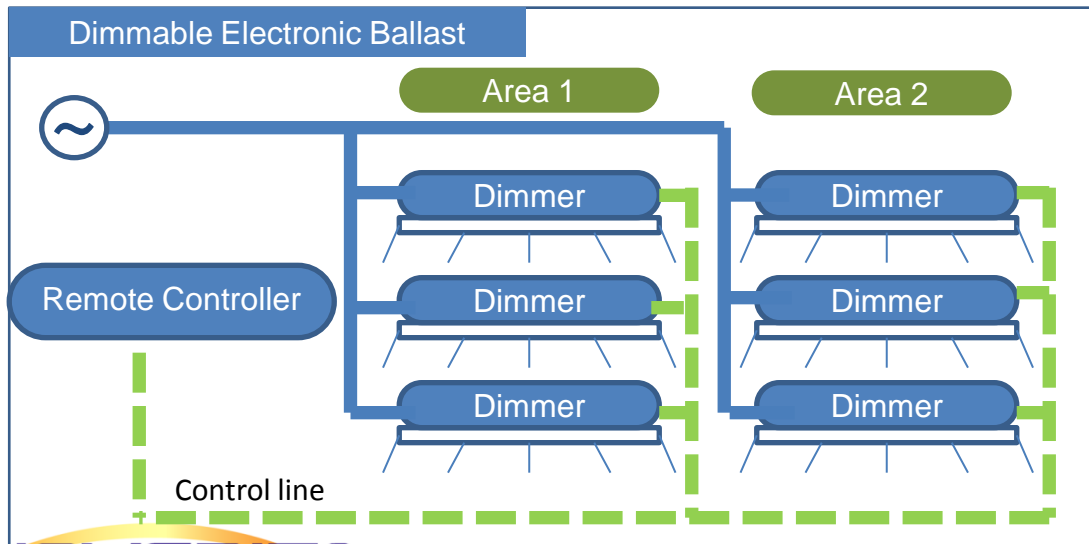 Dimmable Electronic Ballast
Area 1
Area 2
Dimmer
Dimmer
Remote Controller
Dimmer
Dimmer
Dimmer
Dimmer
Control line